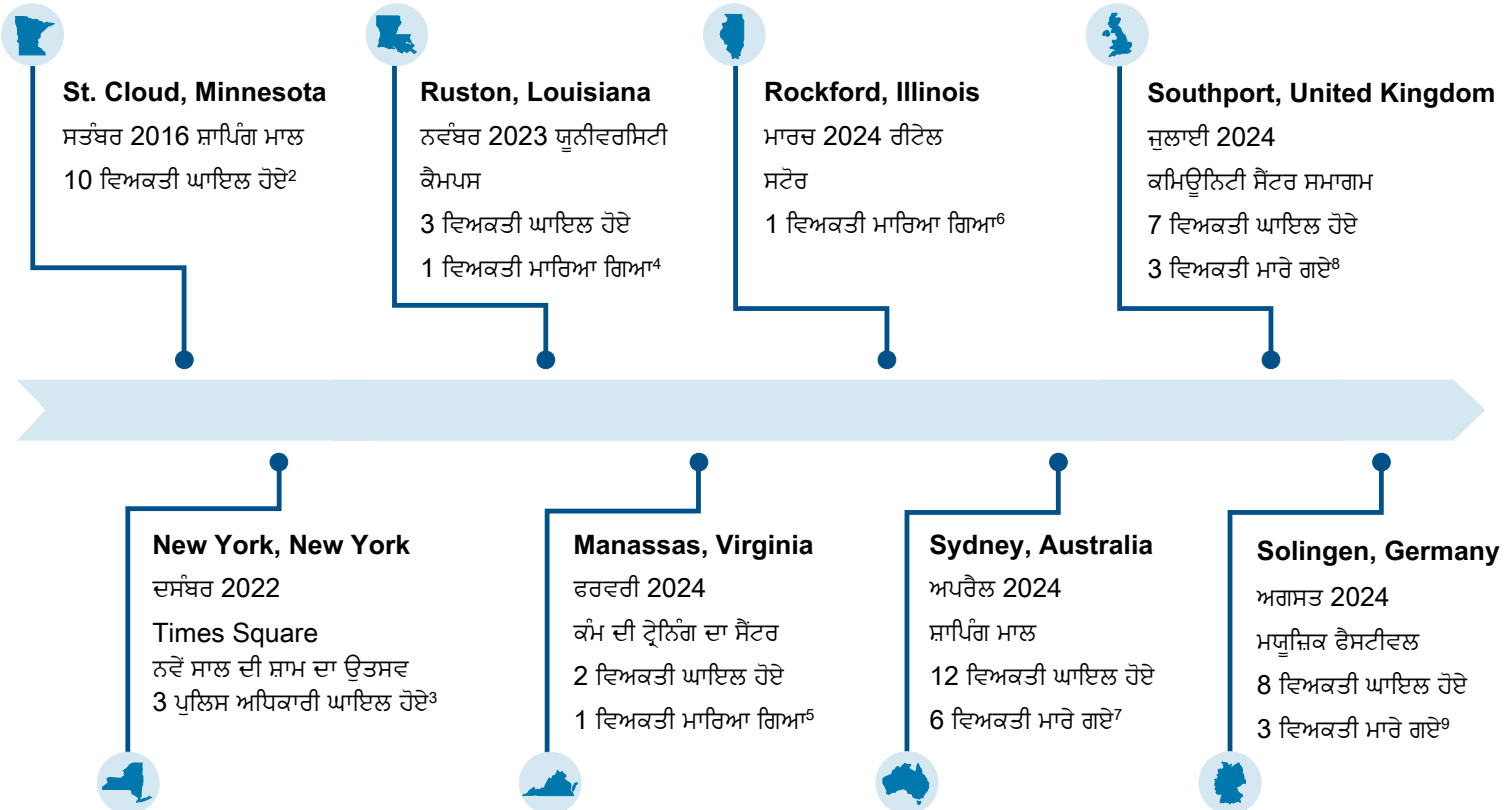 St. Cloud, Minnesota
ਸਤੰਬਰ 2016 ਸ਼ਾਪਿੰਗ ਮਾਲ
10 ਵਿਅਕਤੀ ਘਾਇਲ ਹੋਏ²
Ruston, Louisiana
ਨਵੰਬਰ 2023 ਯੂਨੀਵਰਸਿਟੀ
ਕੈਮਪਸ
3 ਵਿਅਕਤੀ ਘਾਇਲ ਹੋਏ
1 ਵਿਅਕਤੀ ਮਾਰਿਆ ਗਿਆ⁴
Rockford, Illinois
ਮਾਰਚ 2024 ਰੀਟੇਲ
ਸਟੋਰ
1 ਵਿਅਕਤੀ ਮਾਰਿਆ ਗਿਆ⁶
Southport, United Kingdom
ਜੁਲਾਈ 2024
ਕਮਿਊਨਿਟੀ ਸੈਂਟਰ ਸਮਾਗਮ
7 ਵਿਅਕਤੀ ਘਾਇਲ ਹੋਏ
3 ਵਿਅਕਤੀ ਮਾਰੇ ਗਏ⁸
New York, New York
ਦਸੰਬਰ 2022
Times Square
ਨਵੇਂ ਸਾਲ ਦੀ ਸ਼ਾਮ ਦਾ ਉਤਸਵ
3 ਪੁਲਿਸ ਅਧਿਕਾਰੀ ਘਾਇਲ ਹੋਏ³
Manassas, Virginia
ਫਰਵਰੀ 2024
ਕੰਮ ਦੀ ਟ੍ਰੇਨਿੰਗ ਦਾ ਸੈਂਟਰ
2 ਵਿਅਕਤੀ ਘਾਇਲ ਹੋਏ
1 ਵਿਅਕਤੀ ਮਾਰਿਆ ਗਿਆ⁵
Sydney, Australia
ਅਪਰੈਲ 2024
ਸ਼ਾਪਿੰਗ ਮਾਲ
12 ਵਿਅਕਤੀ ਘਾਇਲ ਹੋਏ
6 ਵਿਅਕਤੀ ਮਾਰੇ ਗਏ⁷
Solingen, Germany
ਅਗਸਤ 2024
ਮਯੂਜ਼ਿਕ ਫੈਸਟੀਵਲ
8 ਵਿਅਕਤੀ ਘਾਇਲ ਹੋਏ
3 ਵਿਅਕਤੀ ਮਾਰੇ ਗਏ⁹